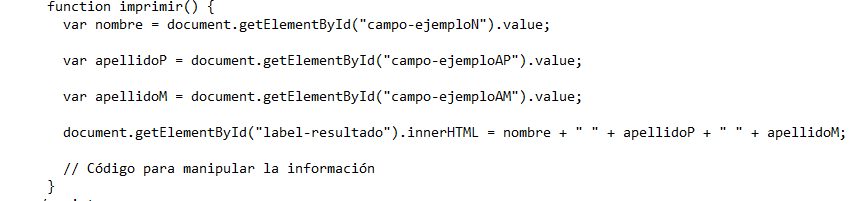 function imprimir() {
var nombre = document.getElementById("campo-ejemploN").value;
var apellidoP = document.getElementById("campo-ejemploAP").value;
var apellidoM = document.getElementById("campo-ejemploAM").value;
document.getElementById("label-resultado").innerHTML = nombre + " " + apellidoP + " " + apellidoM;
// Código para manipular la información
}